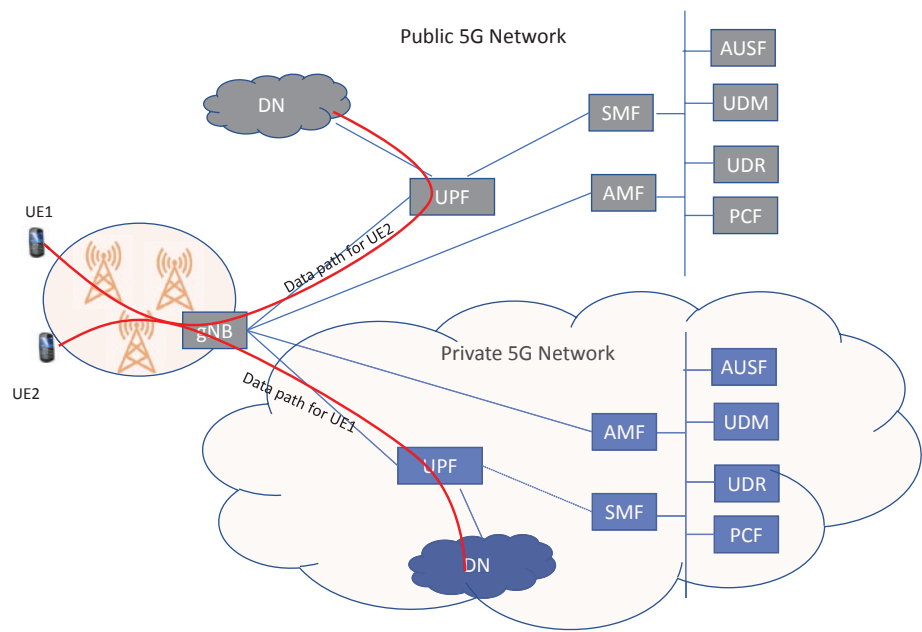 Public 5G Network
AUSF
DN
UDM
SMF
UDR
AMF
UPF
PCF
UE1
Data path for UE2
gNB
UE2
Private 5G Network
AUSF
Data path for UE1
UDM
AMF
UPF
UDR
SMF
PCF
DN